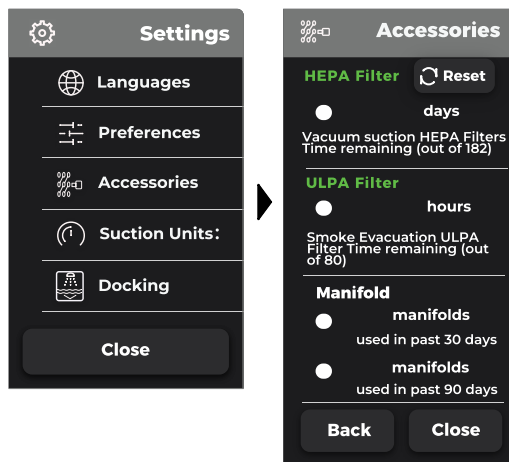 Settings
Languages
Preferences
Accessories
Suction Units:
Docking
Close
Accessories
HEPA Filter
Reset
days
Vacuum suction HEPA Filters
Time remaining (out of 182)
ULPA Filter
hours
Smoke Evacuation ULPA
Filter Time remaining (out
of 80)
Manifold
manifolds
used in past 30 days
manifolds
used in past 90 days
Back
Close